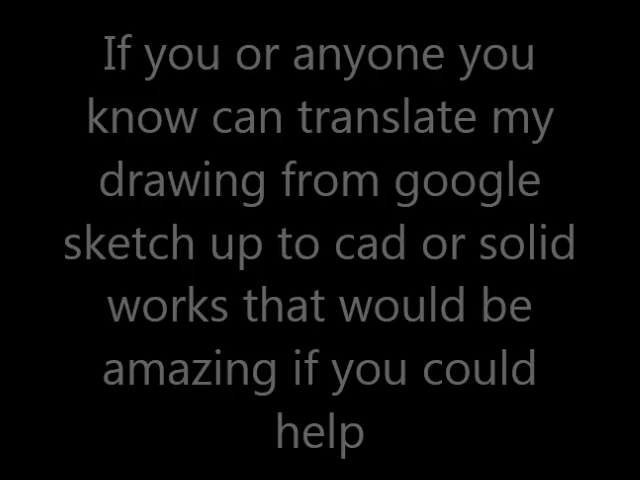 If you or anyone you
know can translate my
drawing from google
sketch up to cad or solid
works that would be
amazing if you could
help